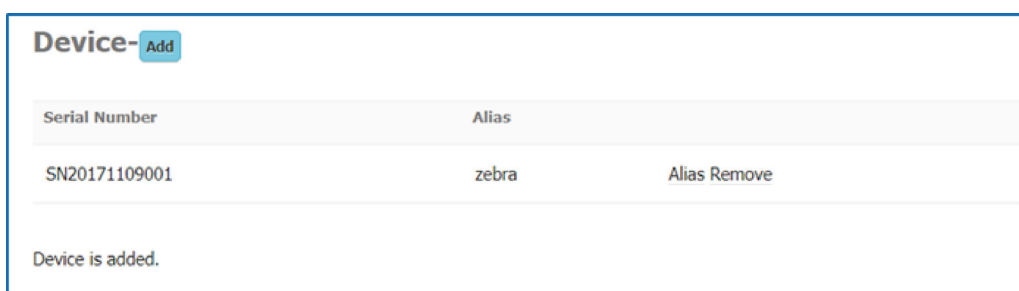 Device- Add
Serial Number Alias
SN20171109001 zebra Alias Remove
Device is added.